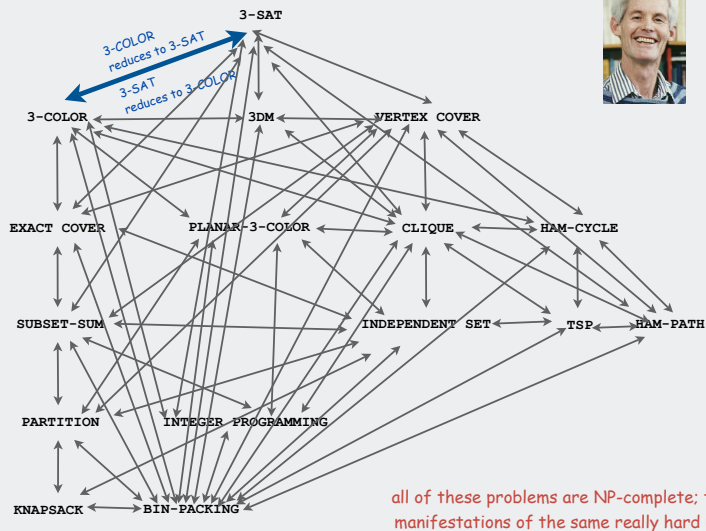 3-SAT
3-COLOR
reduces to 3-SAT
3-SAT
reduces to 3-COLOR
3-COLOR 3DM VERTEX COVER
EXACT COVER PLANAR-3-COLOR CLIQUE HAM-CYCLE
SUBSET-SUM INDEPENDENT SET TSP HAM-PATH
PARTITION INTEGER PROGRAMMING
KNAPSACK BIN-PACKING
all of these problems are NP-complete;
manifestations of the same really hard